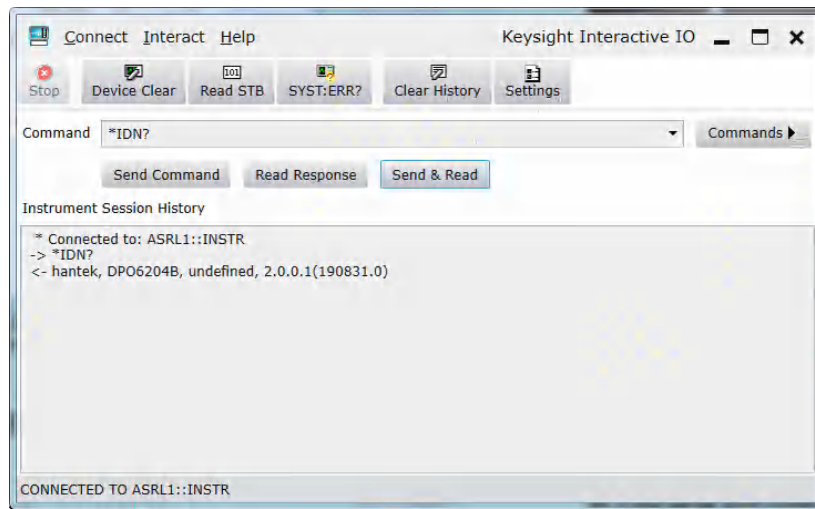 Connect Interact Help Keysight Interactive IO
Stop Device Clear Read STB SYST:ERR? Clear History Settings
Command *IDN? Commands
Send Command Read Response Send & Read
Instrument Session History
* Connected to: ASRL1::INSTR
-> *IDN?
<- hantek, DPO6204B, undefined, 2.0.0.1(190831.0)
CONNECTED TO ASRL1::INSTR